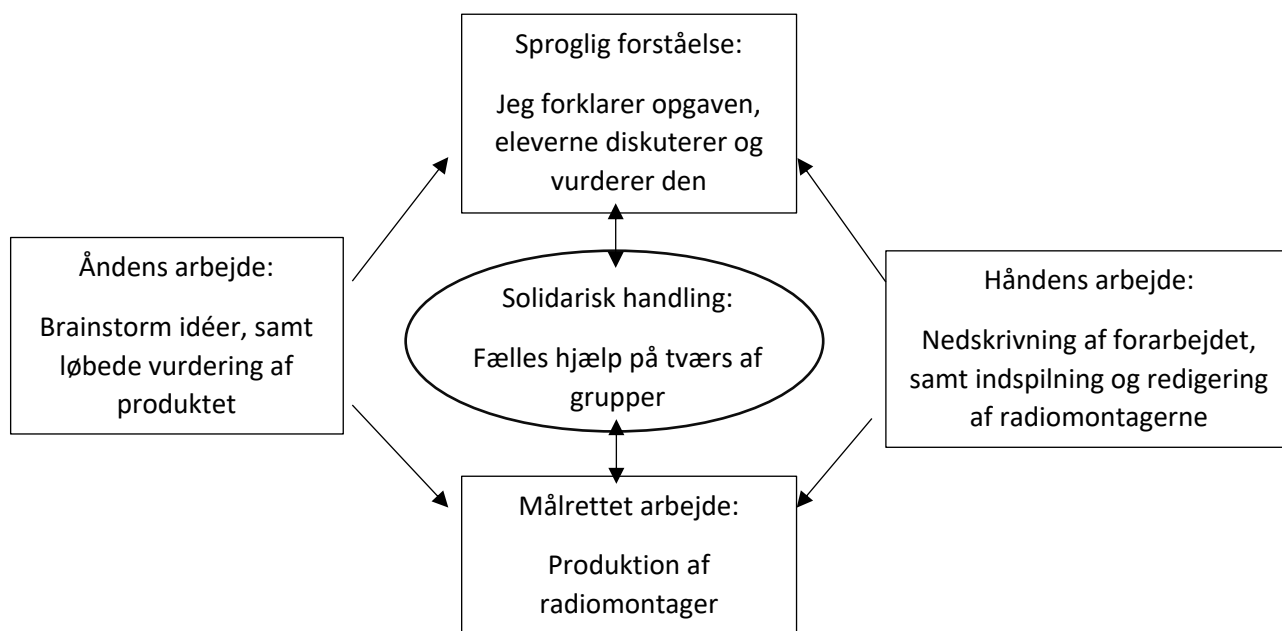 Sproglig forståelse:
Jeg forklarer opgaven,
eleverne diskuterer og
vurderer den
Åndens arbejde:
Brainstorm idéer, samt
løbede vurdering af
produktet
Solidarisk handling:
Fælles hjælp på tværs af
grupper
Håndens arbejde:
Nedskrivning af forarbejdet,
samt indspilning og redigering
af radiomontagerne
Målrettet arbejde:
Produktion af
radiomontager